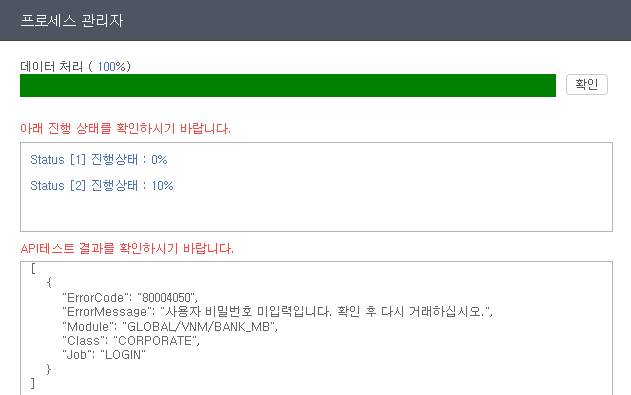 프로세스 관리자
데이터 처리 ( 100%)
확인
아래 진행 상태를 확인하시기 바랍니다.
Status [1] 진행상태 : 0%
Status [2] 진행상태 : 10%
API테스트 결과를 확인하시기 바랍니다.
[
{
"ErrorCode": "80004050",
"ErrorMessage": "사용자 비밀번호 미입력입니다. 확인 후 다시 거래하십시오.",
"Module": "GLOBAL/VNM/BANK_MB",
"Class": "CORPORATE",
"Job": "LOGIN"
}
]